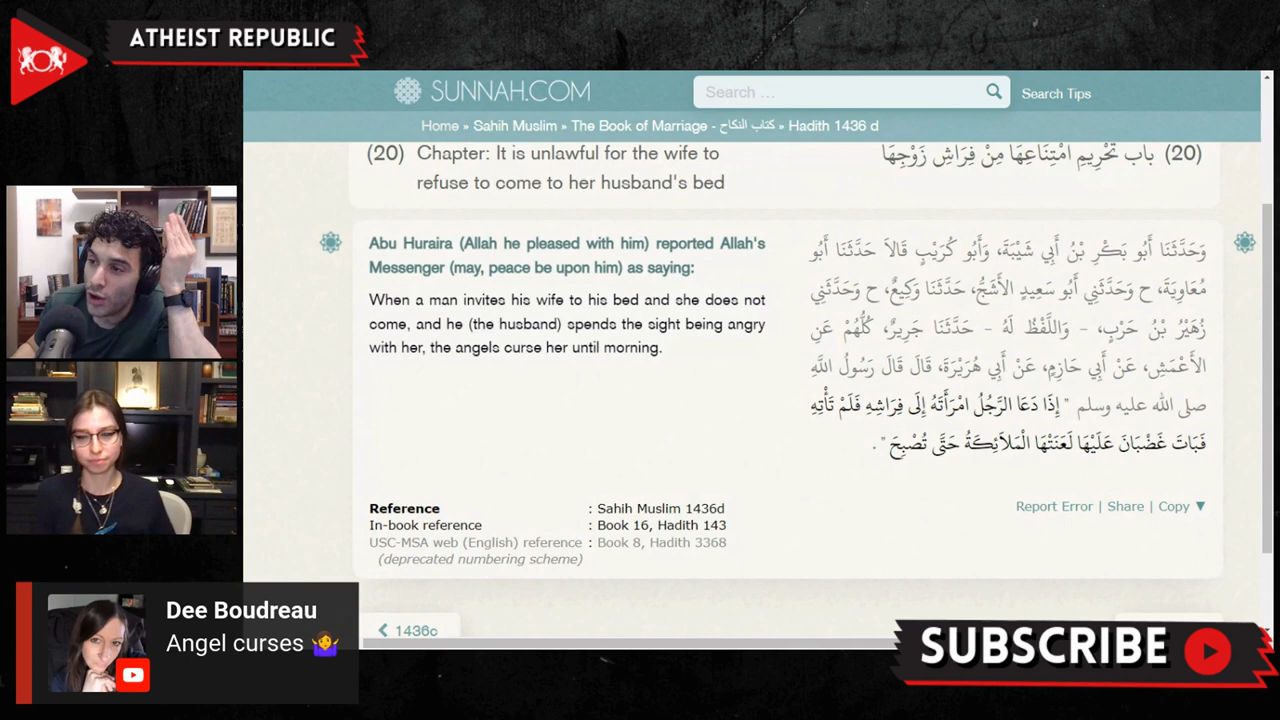 ATHEIST REPUBLIC
SUNNAH.COM
Search ...
Search Tips
Home » Sahih Muslim » The Book of Marriage - كتاب النكاح » Hadith 1436 d
(20) Chapter: It is unlawful for the wife to
refuse to come to her husband's bed
(20) باب تَحْرِيمِ امْتِنَاعِهَا مِنْ فِرَاشِ زَوْجِهَا
Abu Huraira (Allah he pleased with him) reported Allah's
Messenger (may, peace be upon him) as saying:
When a man invites his wife to his bed and she does not
come, and he (the husband) spends the sight being angry
with her, the angels curse her until morning.
وَحَدَّثَنَا أَبُو بَكْرِ بْنُ أَبِي شَيْبَةَ، وَأَبُو كُرَيْبٍ قَالاَ حَدَّثَنَا أَبُو
مُعَاوِيَةَ، ح وَحَدَّثَنِي أَبُو سَعِيدٍ الأَشَجُّ، حَدَّثَنَا وَكِيعٌ، ح وَحَدَّثَنِي
زُهَيْرُ بْنُ حَرْبٍ، - وَاللَّفْظُ لَهُ - حَدَّثَنَا جَرِيرٌ، كُلُّهُمْ عَنِ
الأَعْمَشِ، عَنْ أَبِي حَازِمٍ، عَنْ أَبِي هُرَيْرَةَ، قَالَ قَالَ رَسُولُ اللَّهِ
صلى الله عليه وسلم " إِذَا دَعَا الرَّجُلُ امْرَأَتَهُ إِلَى فِرَاشِهِ فَلَمْ تَأْتِهِ
فَبَاتَ غَضْبَانَ عَلَيْهَا لَعَنَتْهَا الْمَلاَئِكَةُ حَتَّى تُصْبِحَ " .
Reference : Sahih Muslim 1436d
In-book reference : Book 16, Hadith 143
USC-MSA web (English) reference : Book 8, Hadith 3368
(deprecated numbering scheme)
Report Error | Share | Copy ▼
1436c
Dee Boudreau
Angel curses 🤷‍♀️
SUBSCRIBE